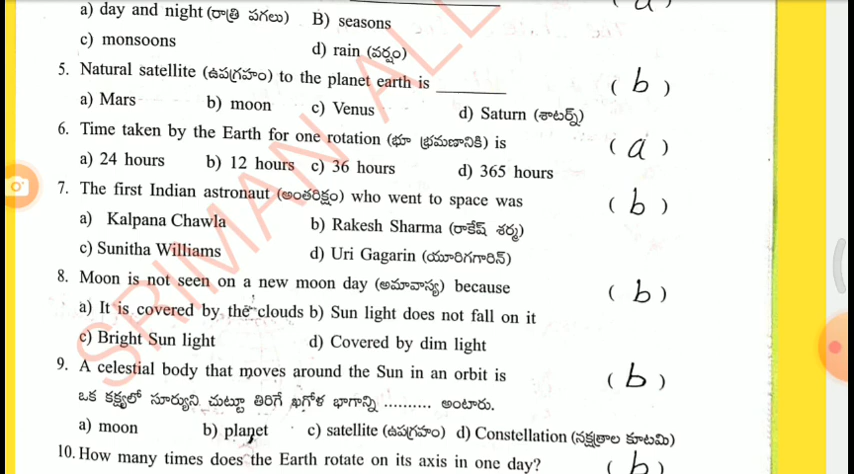 a) day and night (రాత్రి పగలు) B) seasons (a)
c) monsoons d) rain (వర్షం)
5. Natural satellite (ఉపగ్రహం) to the planet earth is ________ (b)
a) Mars b) moon c) Venus d) Saturn (శాటర్న్)
6. Time taken by the Earth for one rotation (భూ భ్రమణానికి) is (a)
a) 24 hours b) 12 hours c) 36 hours d) 365 hours
7. The first Indian astronaut (అంతరిక్షం) who went to space was (b)
a) Kalpana Chawla b) Rakesh Sharma (రాకేష్ శర్మ)
c) Sunitha Williams d) Uri Gagarin (యూరిగగారిన్)
8. Moon is not seen on a new moon day (అమావాస్య) because (b)
a) It is covered by the clouds b) Sun light does not fall on it
c) Bright Sun light d) Covered by dim light
9. A celestial body that moves around the Sun in an orbit is (b)
ఒక కక్ష్యలో సూర్యుని చుట్టూ తిరిగే ఖగోళ భాగాన్ని .......... అంటారు.
a) moon b) planet c) satellite (ఉపగ్రహం) d) Constellation (నక్షత్రాల కూటమి)
10. How many times does the Earth rotate on its axis in one day? (b)
SRIMAN ALL